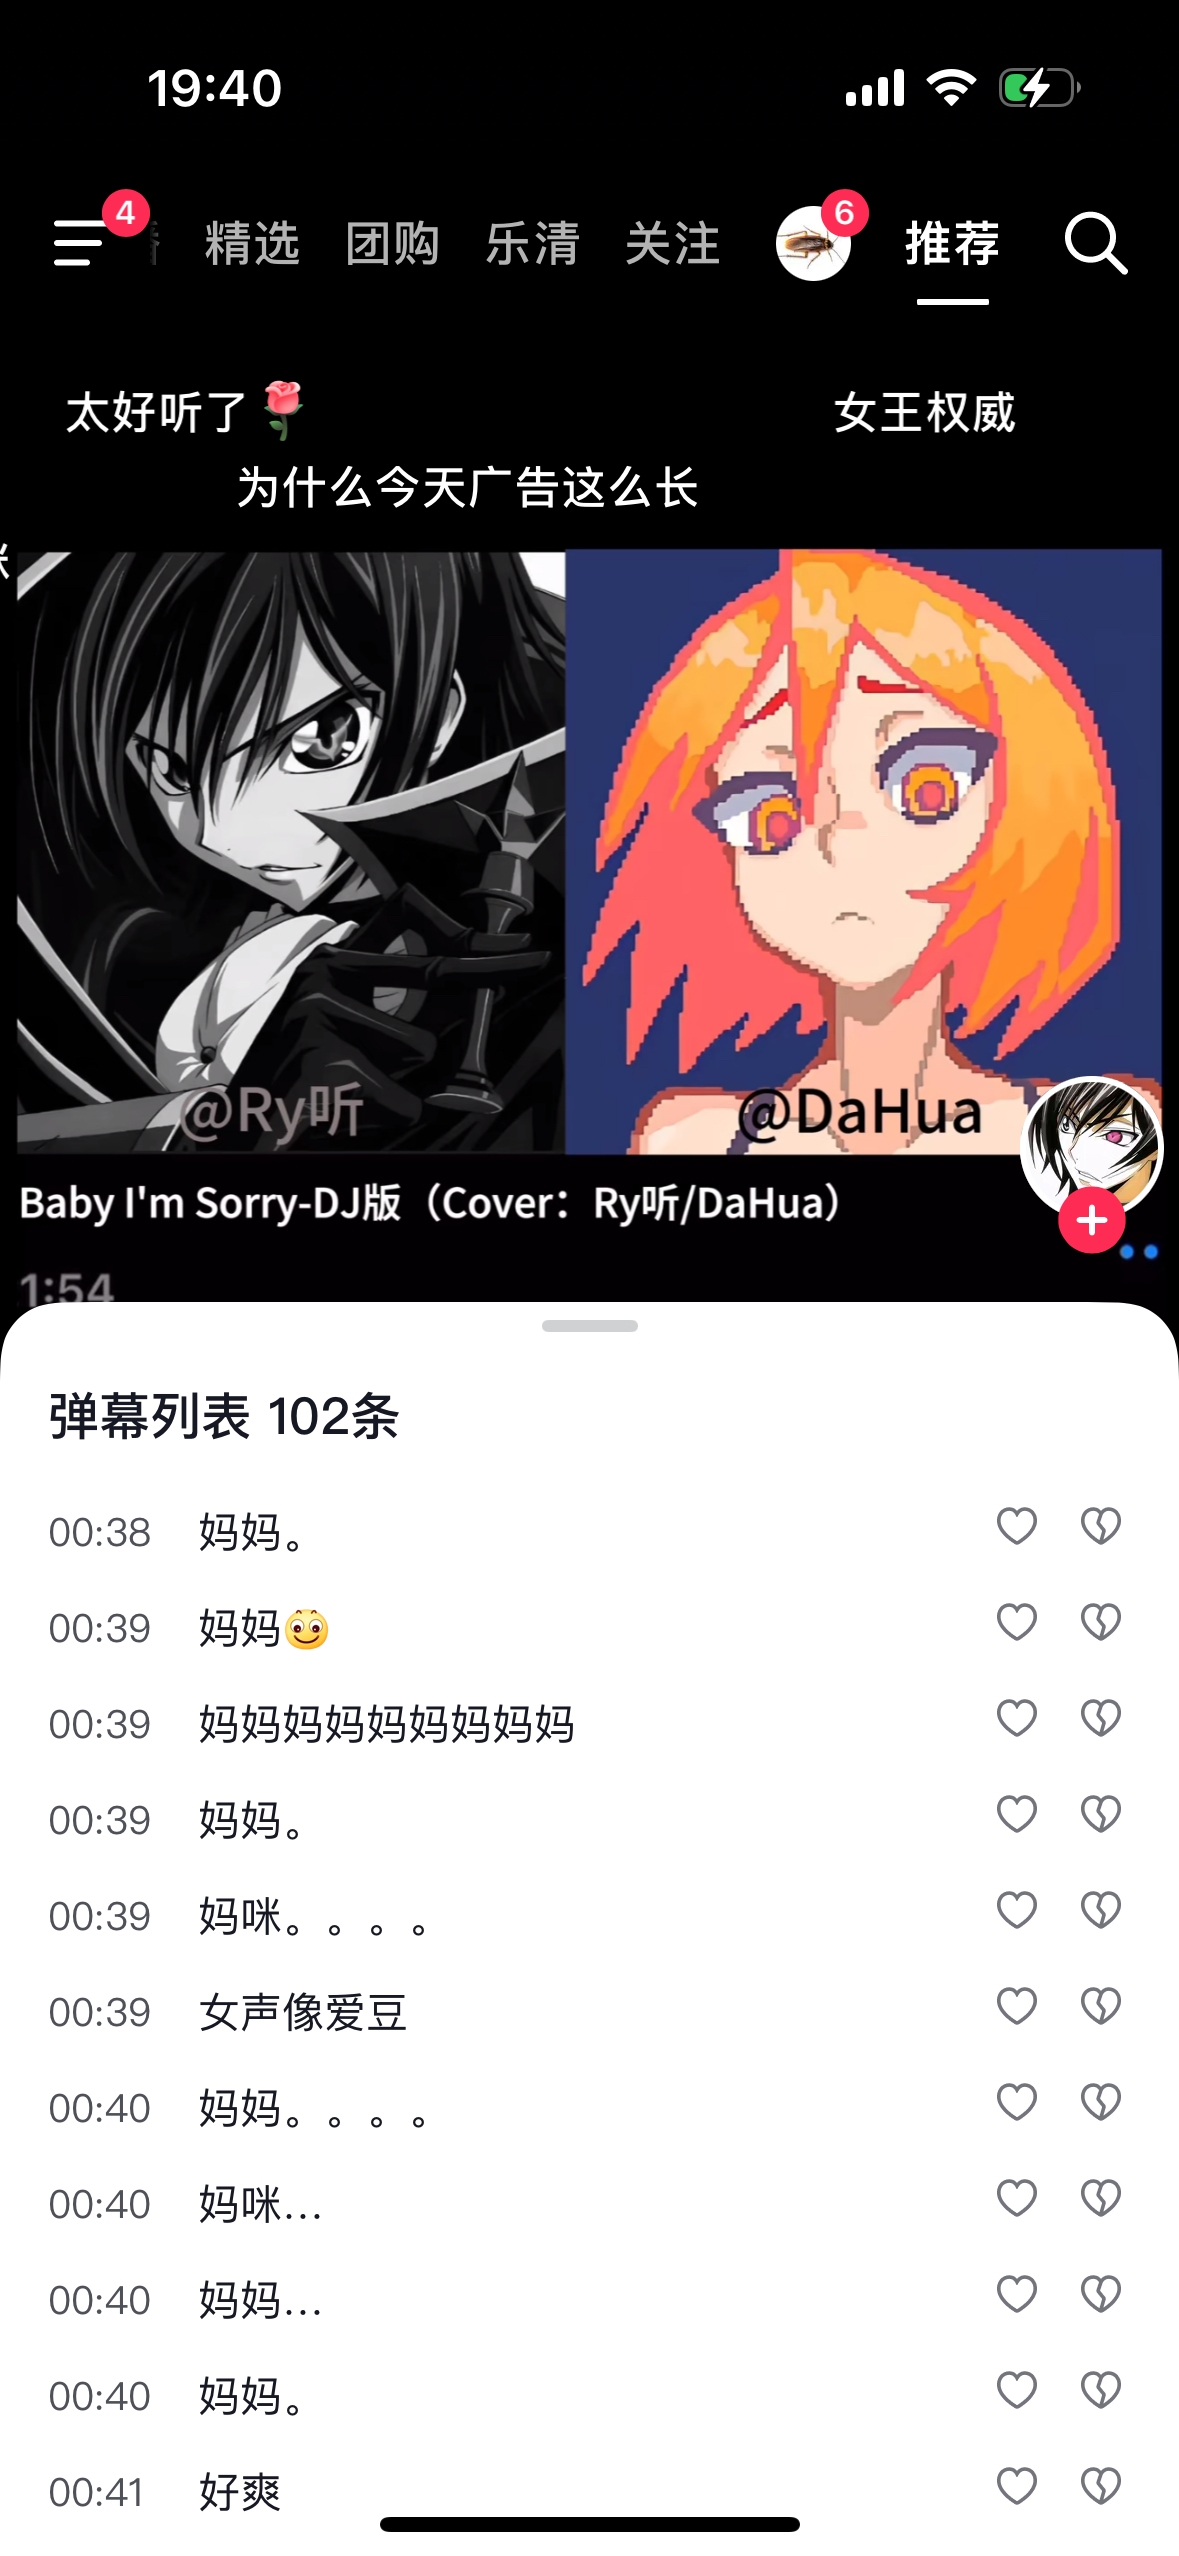 19:40
4
精选 团购 乐清 关注 6 推荐
太好听了🌹 女王权威
为什么今天广告这么长
@Ry听 @DaHua
Baby I'm Sorry-DJ版（Cover：Ry听/DaHua）
1:54
弹幕列表 102条
00:38 妈妈。
00:39 妈妈
00:39 妈妈妈妈妈妈妈妈妈
00:39 妈妈。
00:39 妈咪。。。。
00:39 女声像爱豆
00:40 妈妈。。。。
00:40 妈咪…
00:40 妈妈…
00:40 妈妈。
00:41 好爽